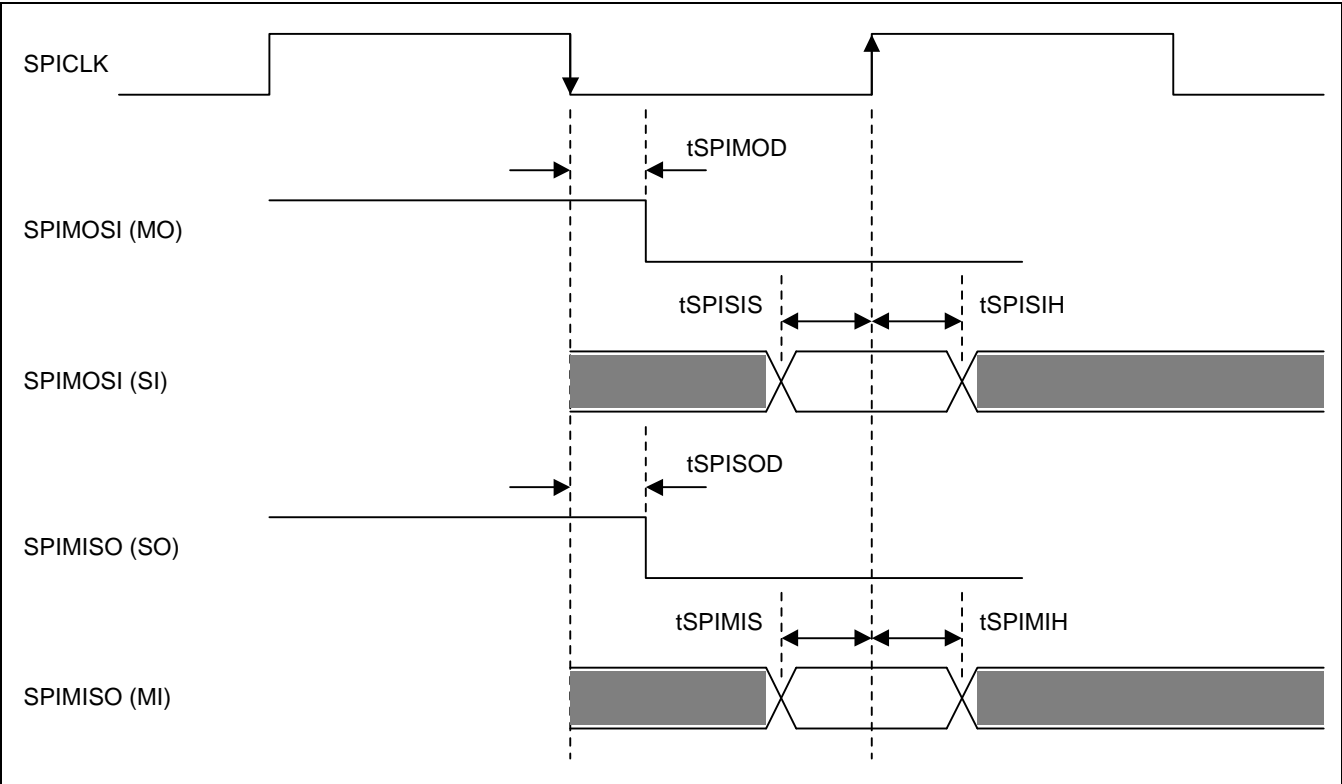 SPICLK
tSPIMOD
SPIMOSI (MO)
tSPISIS tSPISIH
SPIMOSI (SI)
tSPISOD
SPIMISO (SO)
tSPIMIS tSPIMIH
SPIMISO (MI)